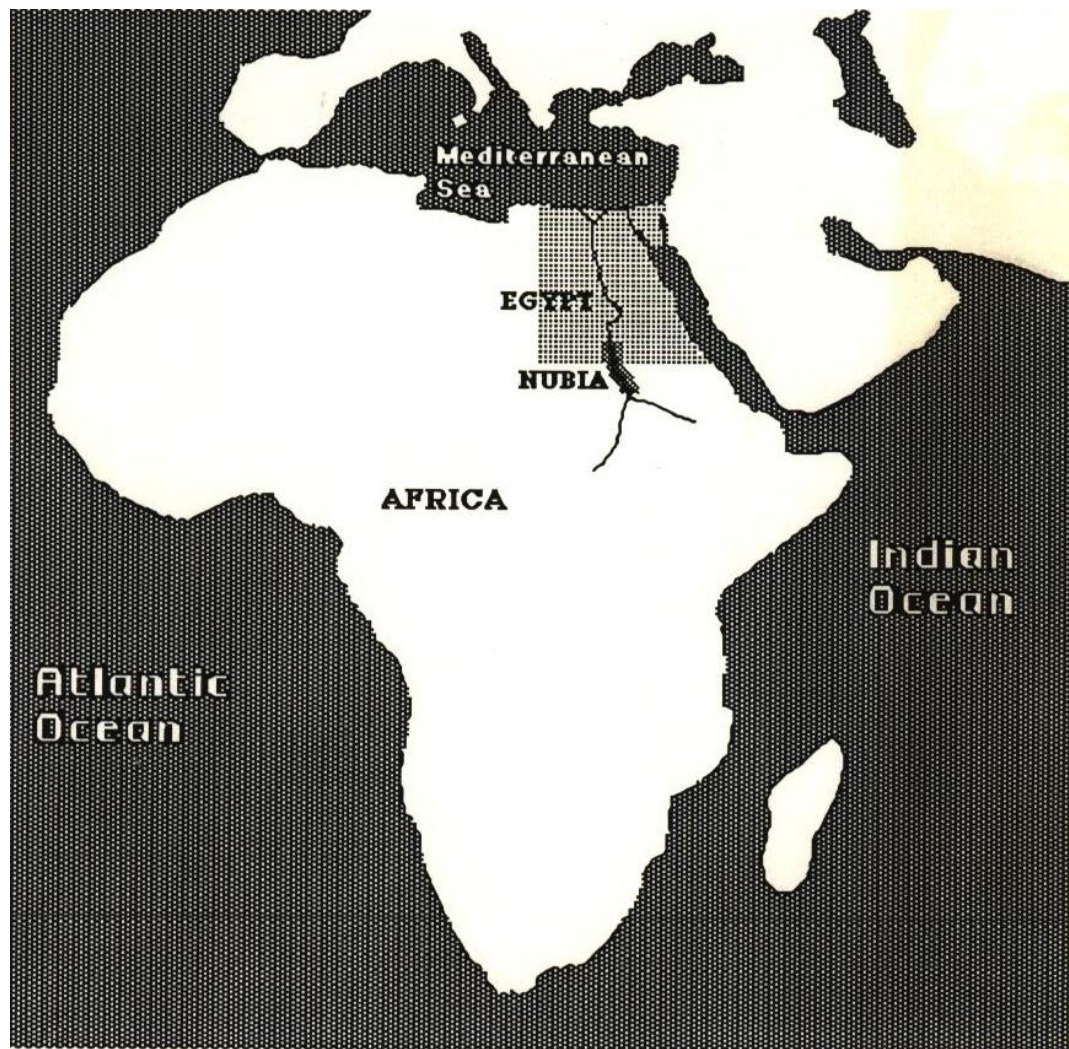 Mediterranean
Sea
EGYPT
NUBIA
AFRICA
Indian
Ocean
Atlantic
Ocean